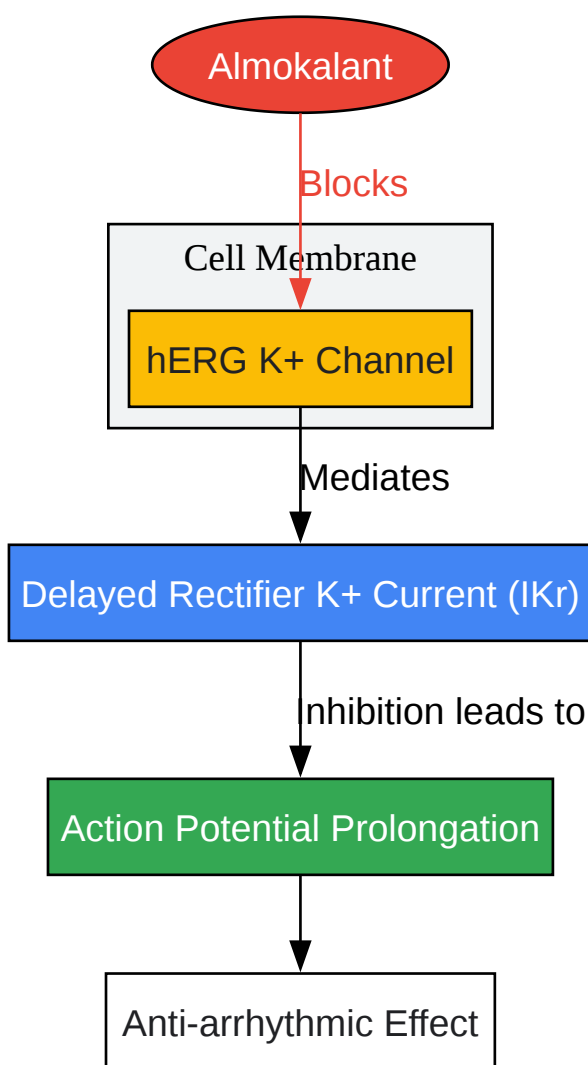 Almokalant
Blocks
Cell Membrane
hERG K+ Channel
Mediates
Delayed Rectifier K+ Current (IKr)
Inhibition leads to
Action Potential Prolongation
Anti-arrhythmic Effect